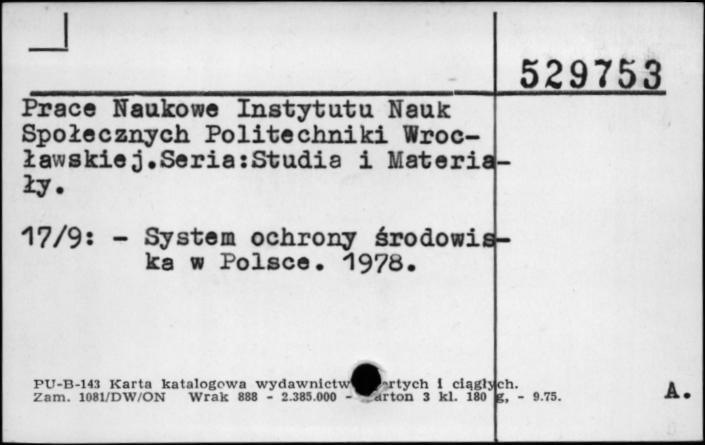 529753
Prace Naukowe Instytutu Nauk
Społecznych Politechniki Wroc-
ławskiej.Seria:Studia i Materia-
ły.
17/9: - System ochrony środowis-
ka w Polsce. 1978.
PU-B-143 Karta katalogowa wydawnictw ciągłych.
Zam. 1081/DW/ON Wrak 888 - 2.385.000 - 3 kl. 180 g, - 9.75.
A.